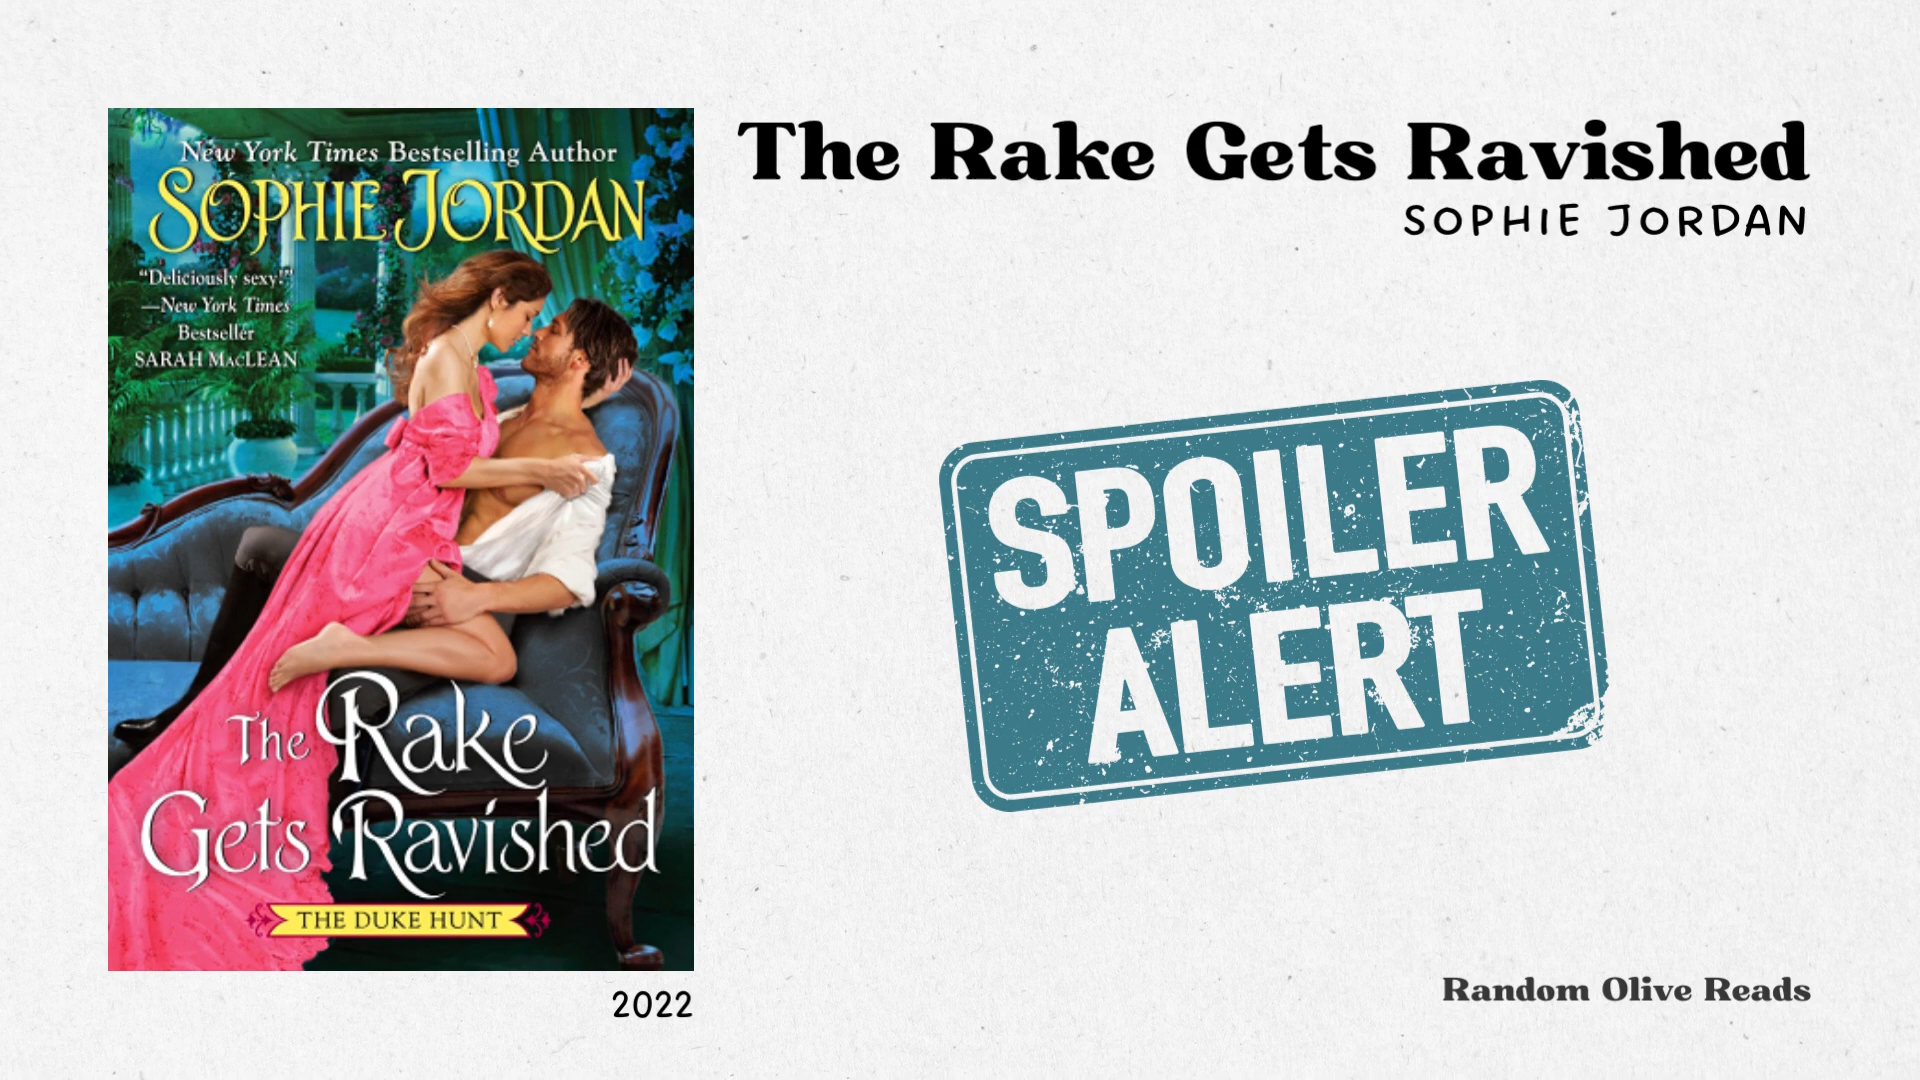 New York Times Bestselling Author
SOPHIE JORDAN
“Deliciously sexy!”
—New York Times
Bestseller
SARAH MACLEAN
The Rake
Gets Ravished
THE DUKE HUNT
2022
The Rake Gets Ravished
SOPHIE JORDAN
SPOILER
ALERT
Random Olive Reads